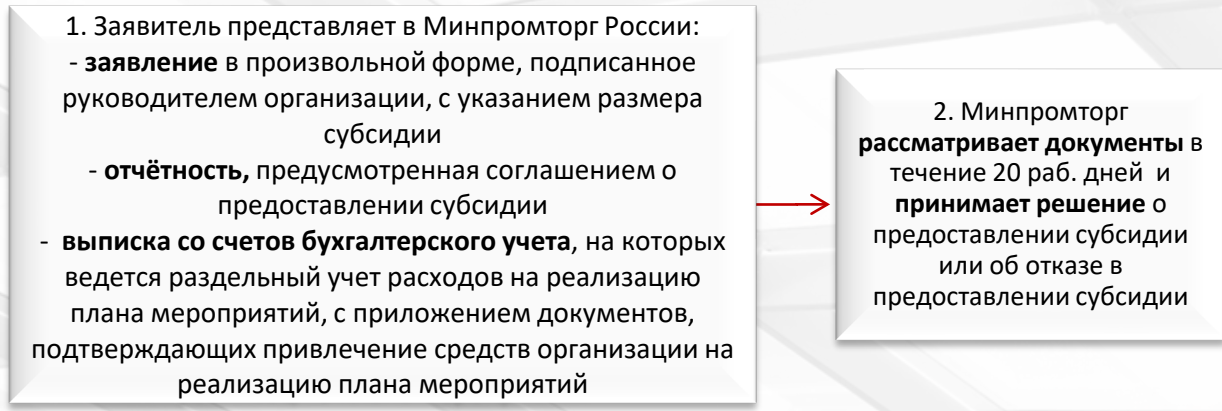 1. Заявитель представляет в Минпромторг России:
- заявление в произвольной форме, подписанное
руководителем организации, с указанием размера
субсидии
- отчётность, предусмотренная соглашением о
предоставлении субсидии
- выписка со счетов бухгалтерского учета, на которых
ведется раздельный учет расходов на реализацию
плана мероприятий, с приложением документов,
подтверждающих привлечение средств организации на
реализацию плана мероприятий
2. Минпромторг
рассматривает документы в
течение 20 раб. дней и
принимает решение о
предоставлении субсидии
или об отказе в
предоставлении субсидии